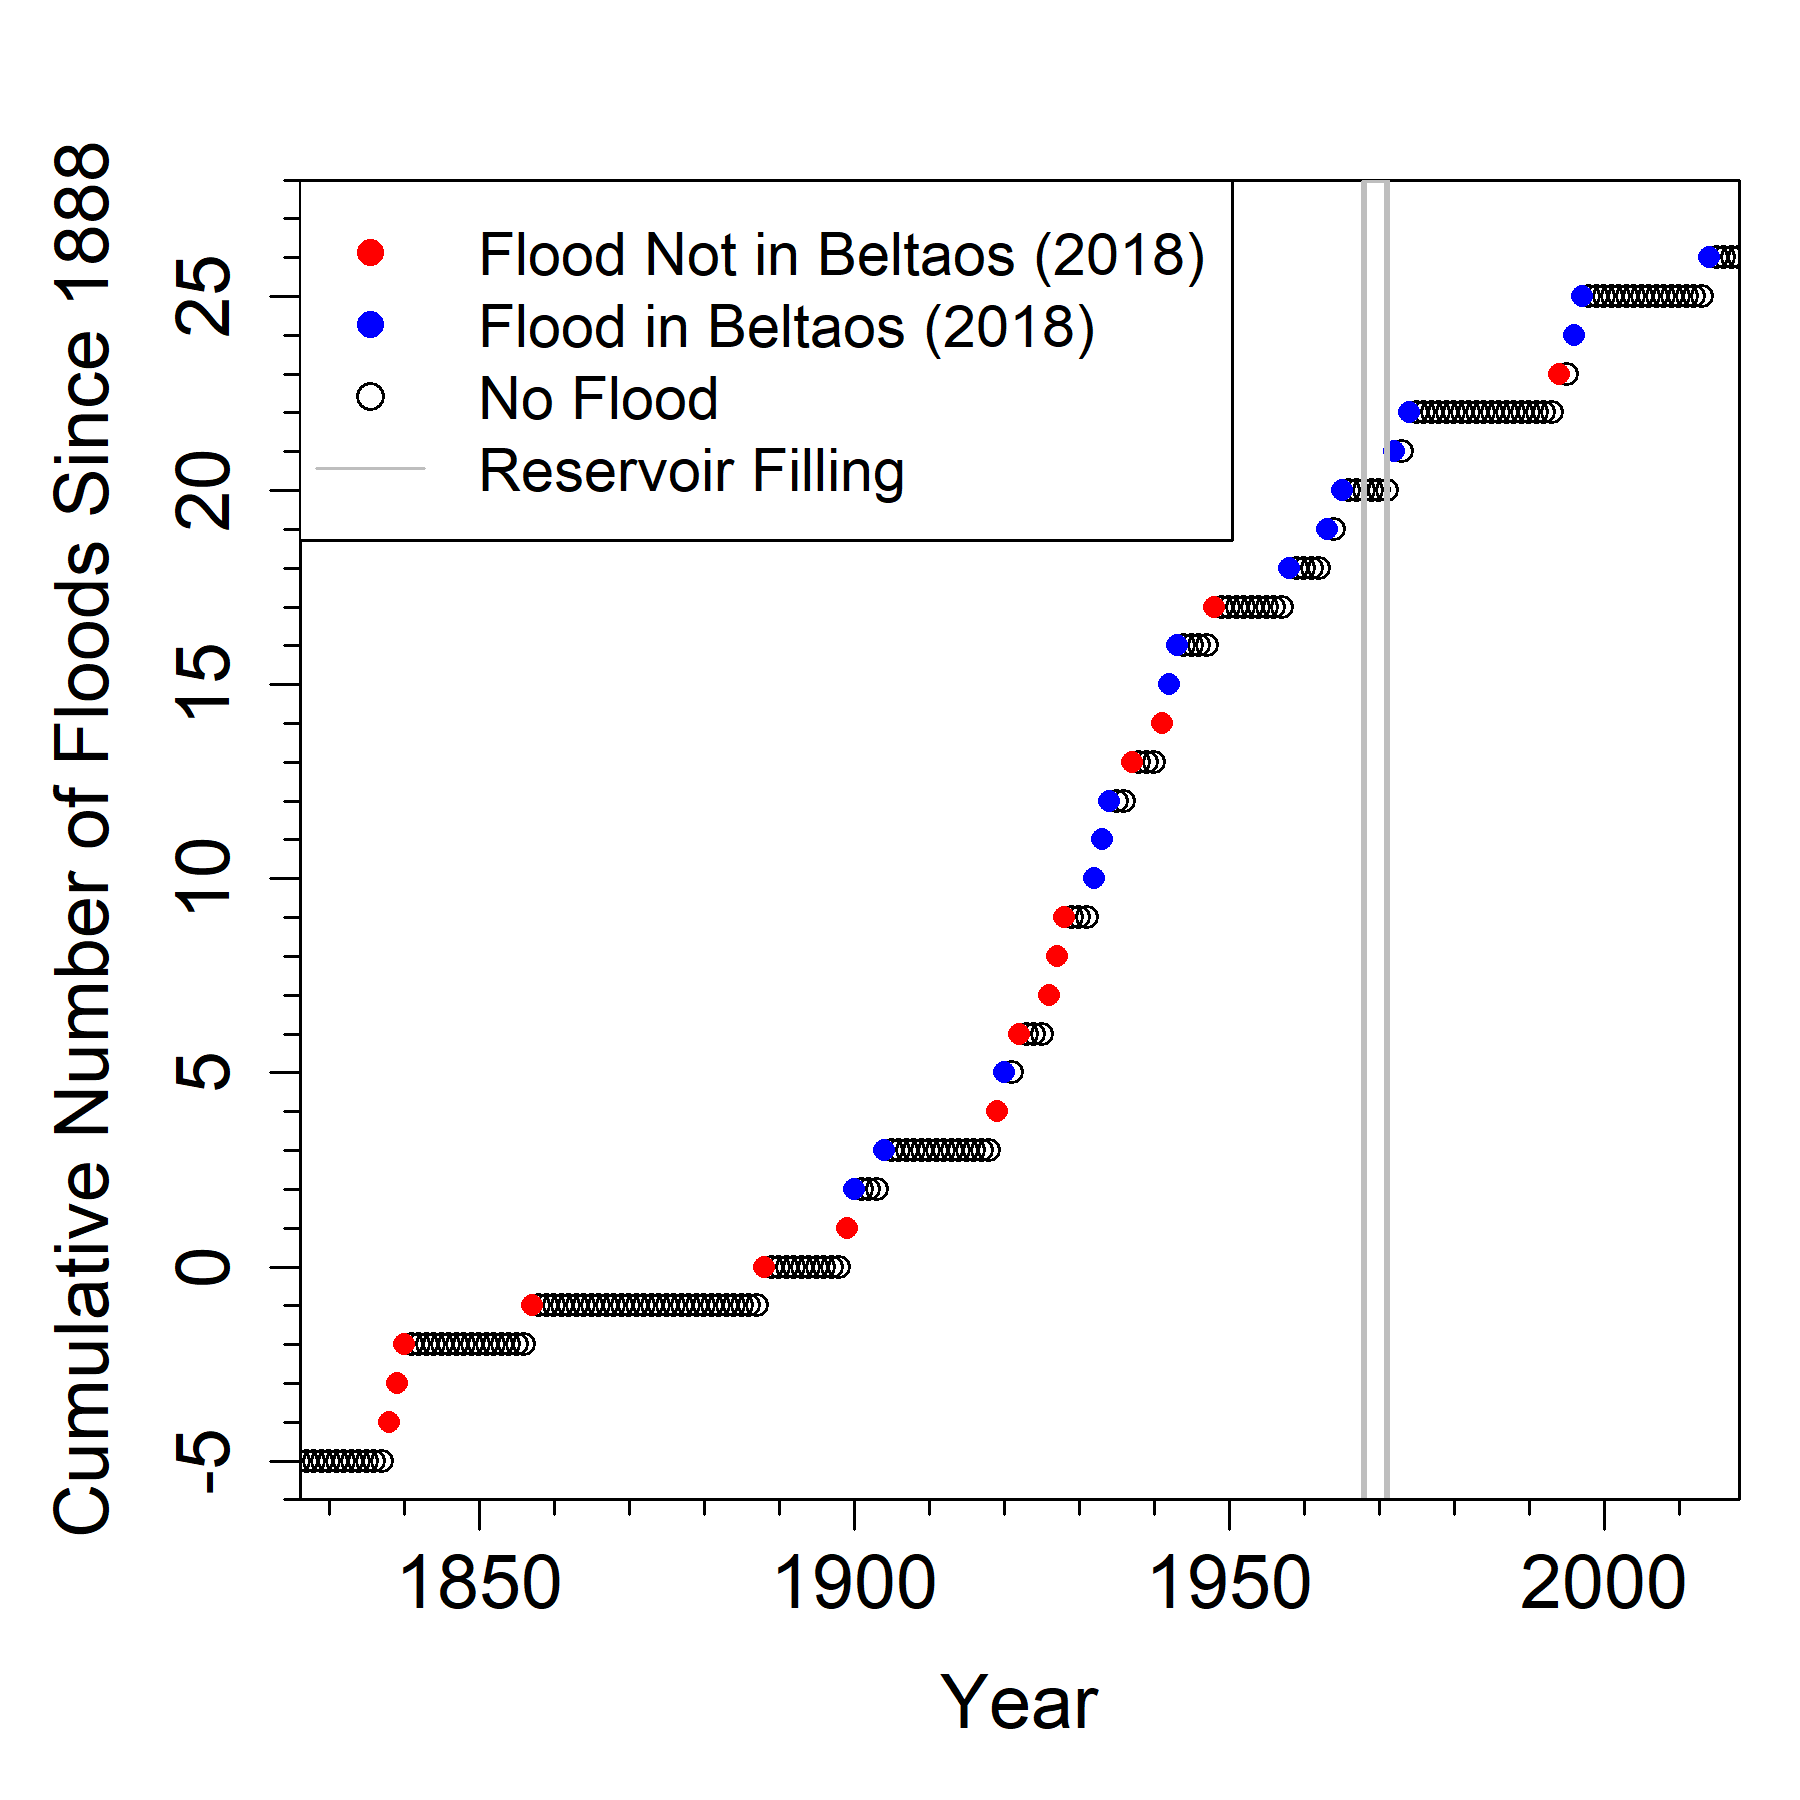 Flood Not in Beltaos (2018)
Flood in Beltaos (2018)
No Flood
Reservoir Filling
Cumulative Number of Floods Since 1888
25
20
15
10
5
0
-5
1850 1900 1950 2000
Year